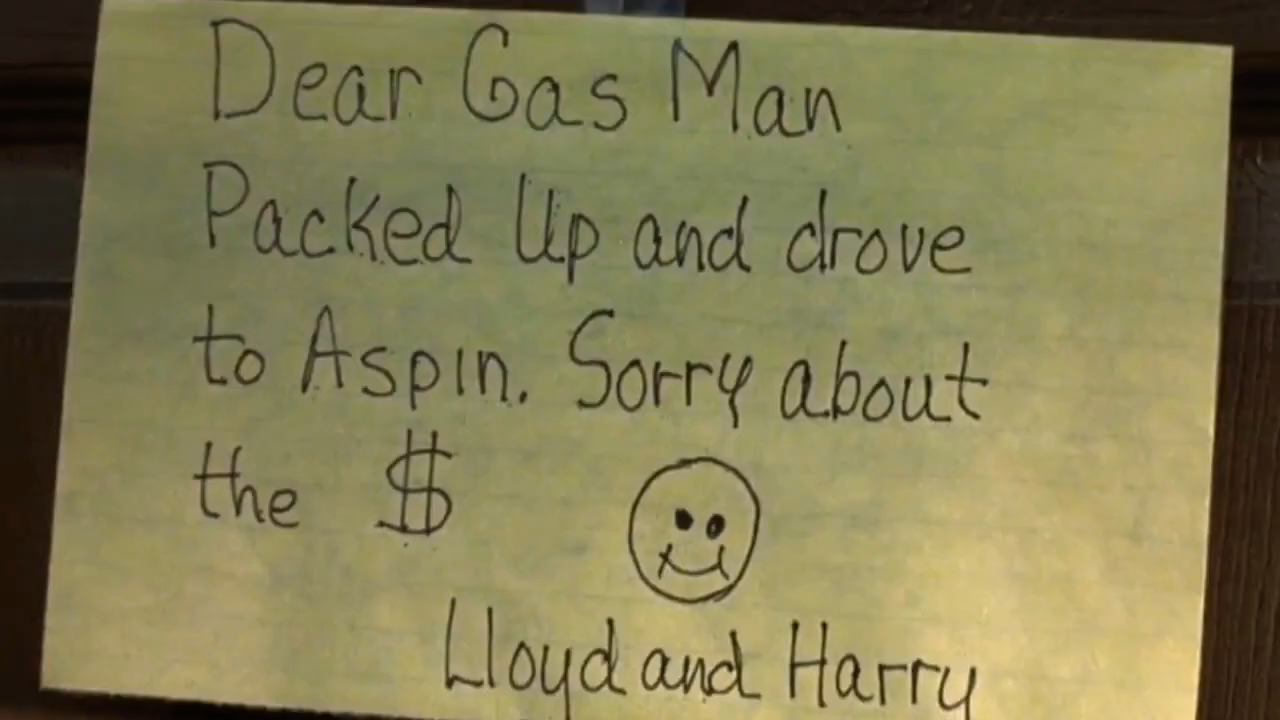 Dear Gas Man
Packed Up and drove
to Aspin. Sorry about
the $
Lloyd and Harry